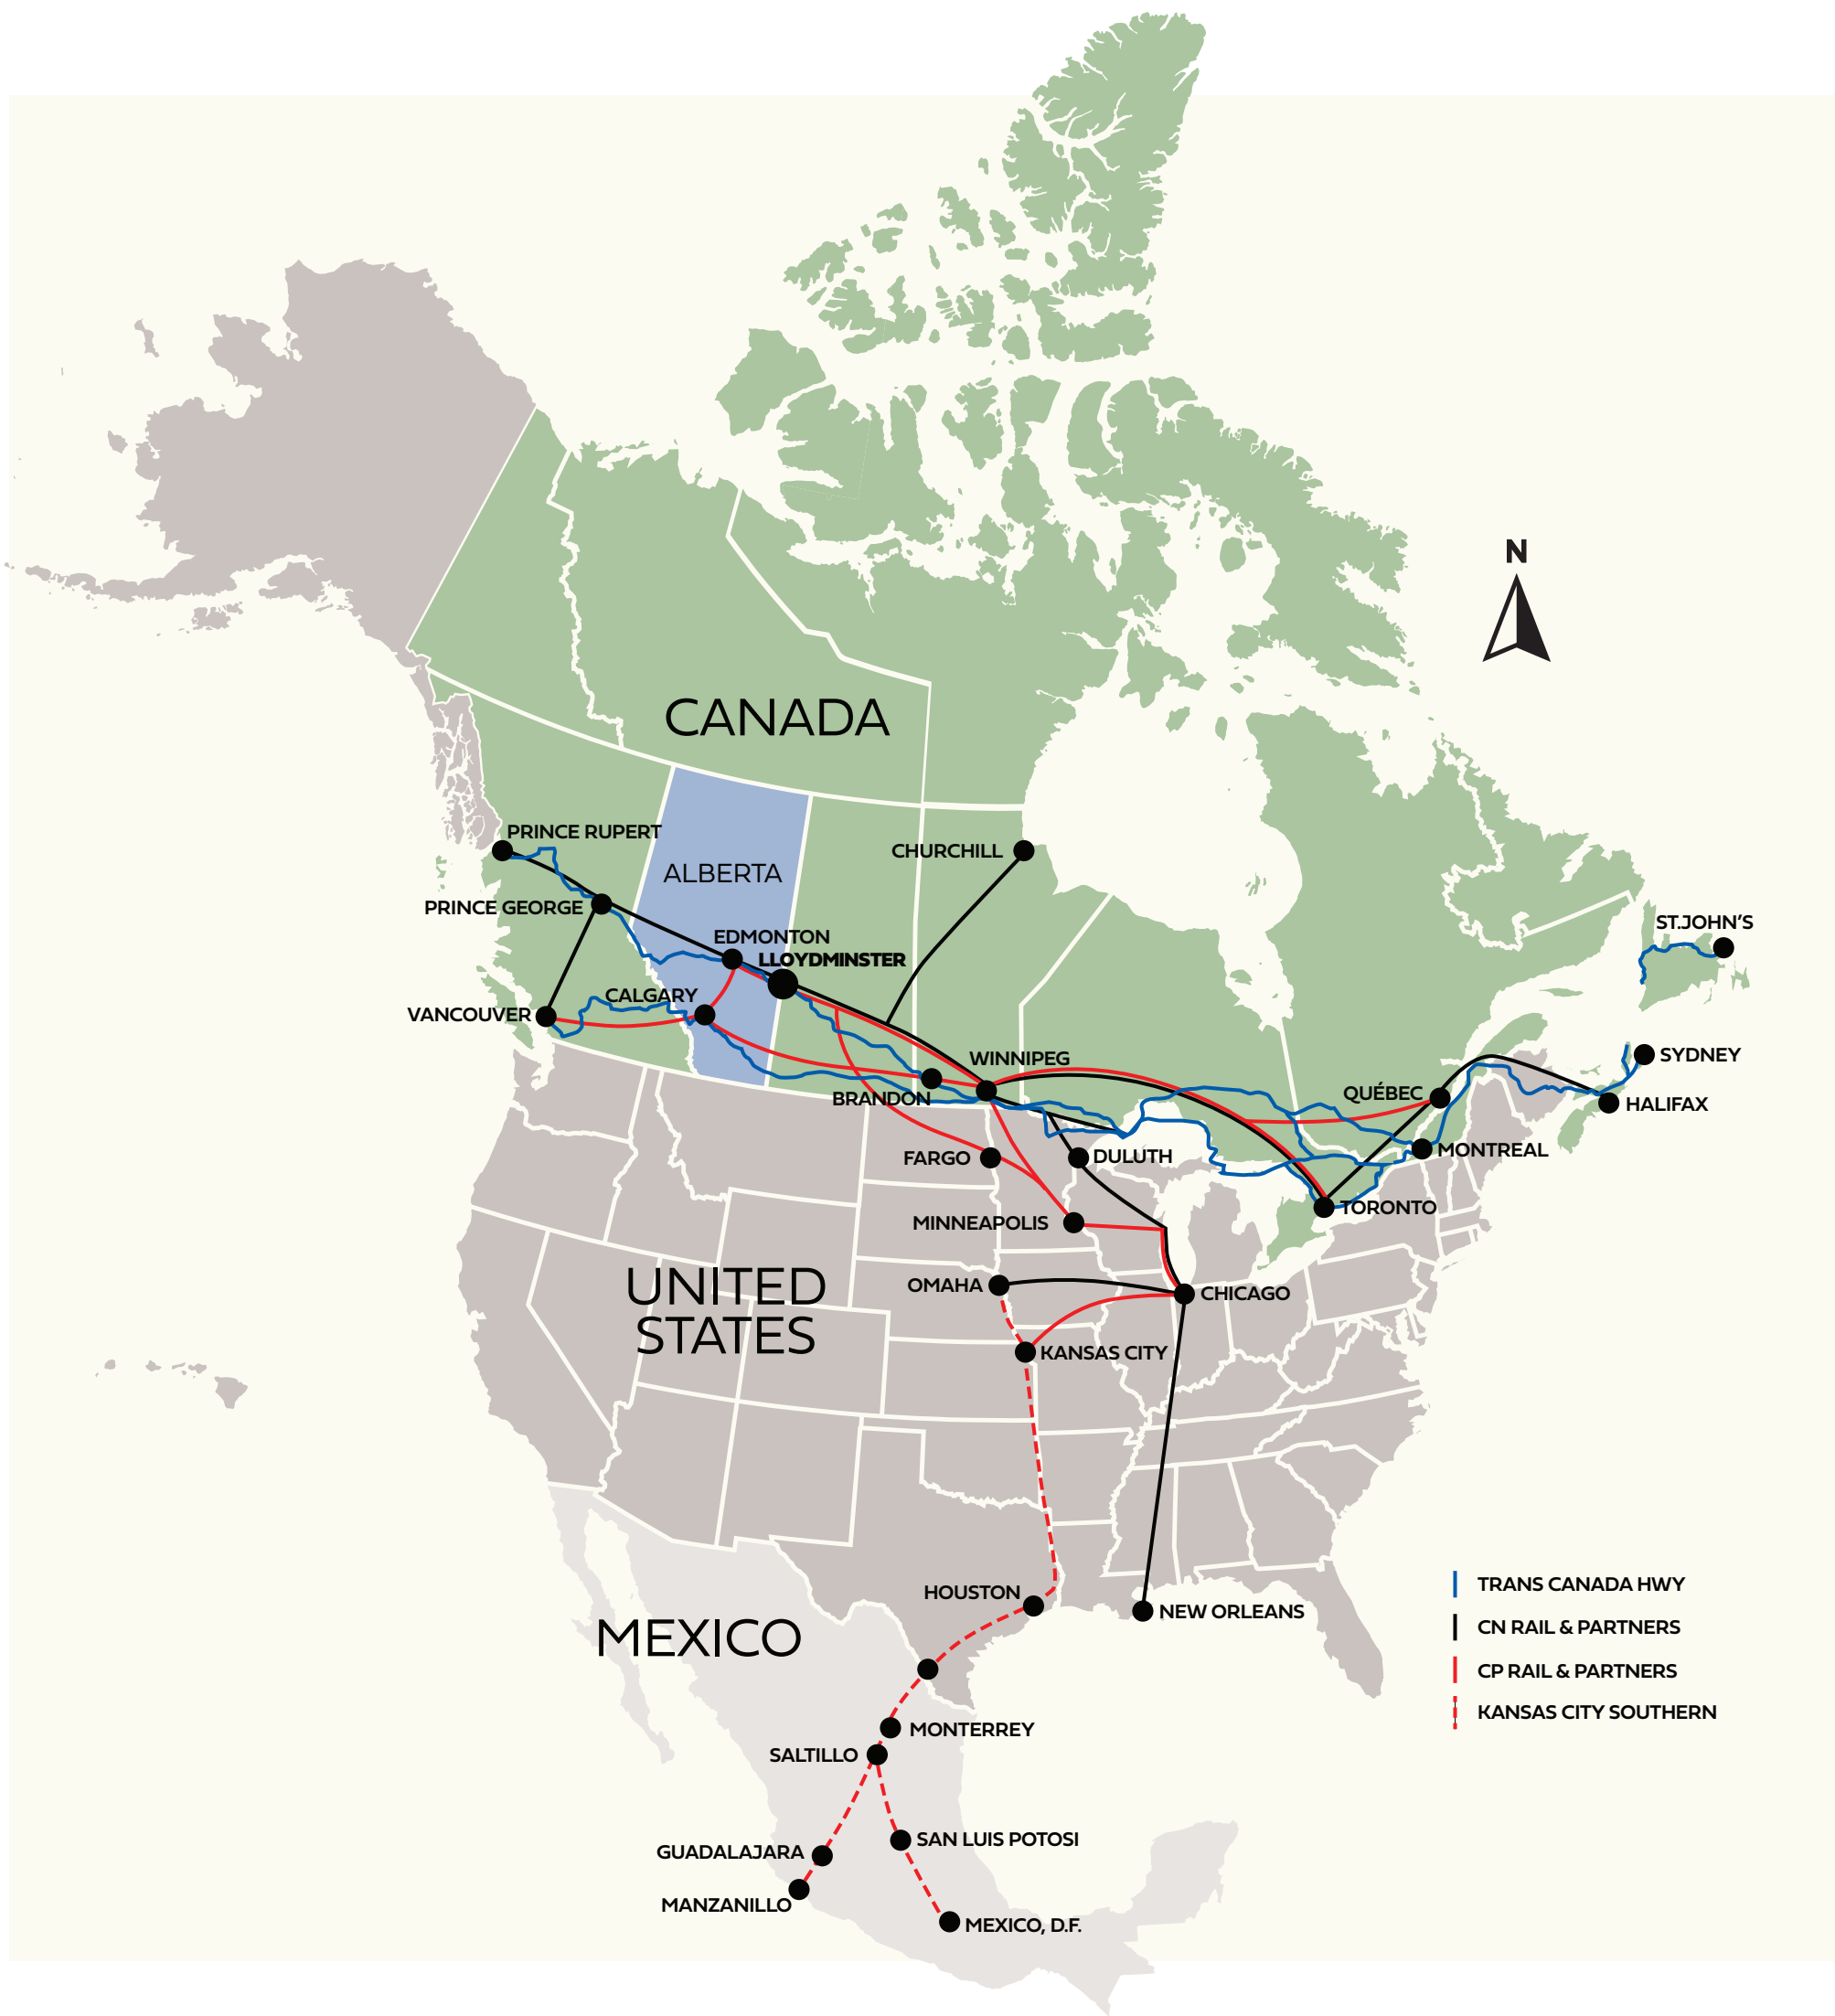 N
CANADA
PRINCE RUPERT
CHURCHILL
ALBERTA
PRINCE GEORGE
ST.JOHN'S
EDMONTON
LLOYDMINSTER
CALGARY
VANCOUVER
WINNIPEG
SYDNEY
BRANDON
QUÉBEC
HALIFAX
FARGO
DULUTH
MONTREAL
MINNEAPOLIS
TORONTO
UNITED
STATES
OMAHA
CHICAGO
KANSAS CITY
HOUSTON
NEW ORLEANS
MEXICO
MONTERREY
SALTILLO
SAN LUIS POTOSI
GUADALAJARA
MANZANILLO
MEXICO, D.F.
TRANS CANADA HWY
CN RAIL & PARTNERS
CP RAIL & PARTNERS
KANSAS CITY SOUTHERN